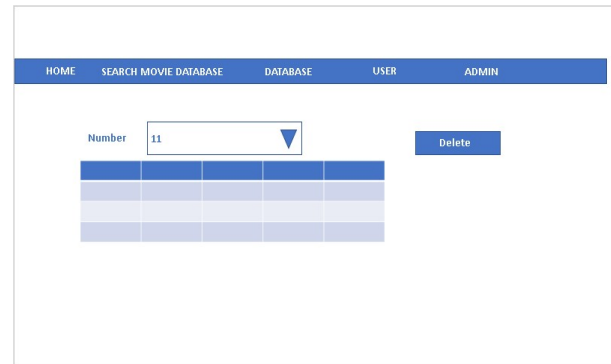 HOME SEARCH MOVIE DATABASE DATABASE USER ADMIN
Number 11 Delete